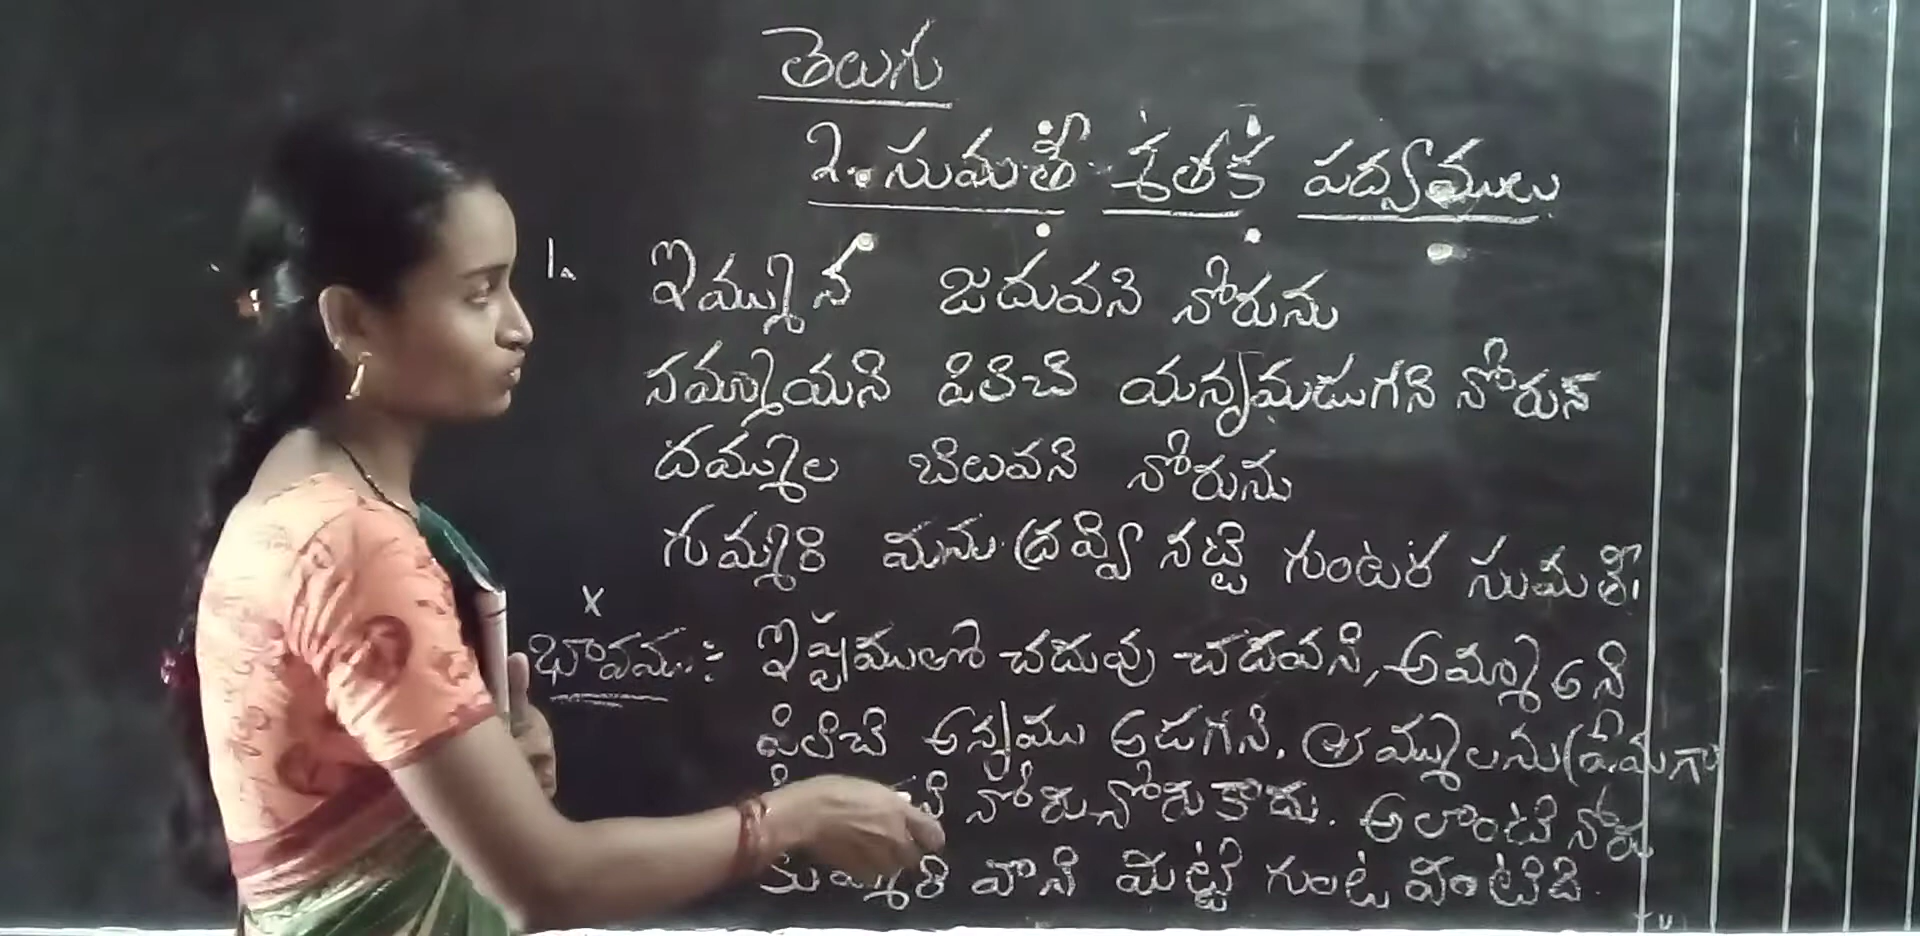 తెలుగు
2. సుమతీ శతక పద్యములు
1. ఇమ్మున జదువని నోరును
నమ్మాయని పిలిచి యన్నమడుగని నోరున్
దమ్ముల బిలువని నోరును
గుమ్మరి మను ద్రవ్వి నట్టి గుంటర సుమతీ
x
భావము :- ఇష్టముతో చదువు చదువని, అమ్మా అని
పిలిచి అన్నము అడగని. తమ్ములను ప్రేమగా
నోరు నోరు కాదు. అలాంటి నోరు
కుమ్మరి వాని మట్టి గుంట వంటిది.